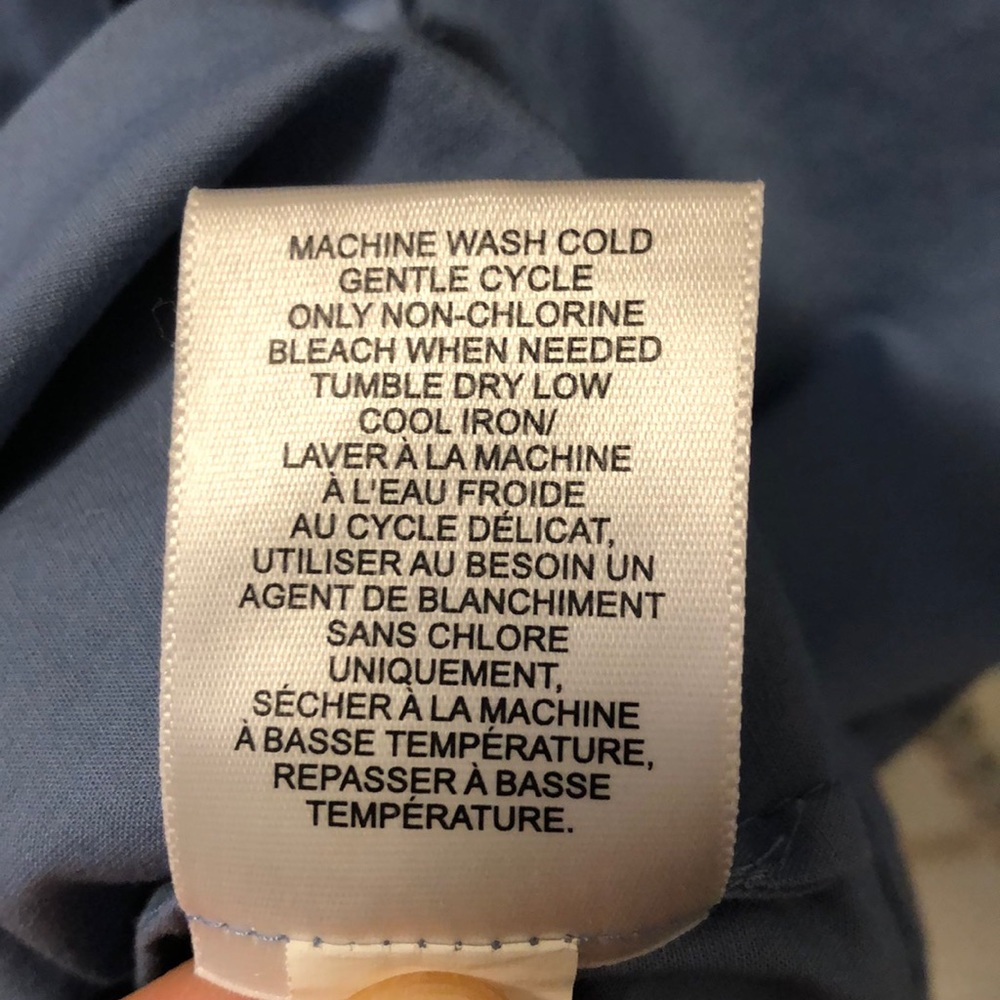 MACHINE WASH COLD
GENTLE CYCLE
ONLY NON-CHLORINE
BLEACH WHEN NEEDED
TUMBLE DRY LOW
COOL IRON/
LAVER À LA MACHINE
À L'EAU FROIDE
AU CYCLE DÉLICAT,
UTILISER AU BESOIN UN
AGENT DE BLANCHIMENT
SANS CHLORE
UNIQUEMENT,
SÉCHER À LA MACHINE
À BASSE TEMPÉRATURE,
REPASSER À BASSE
TEMPÉRATURE.